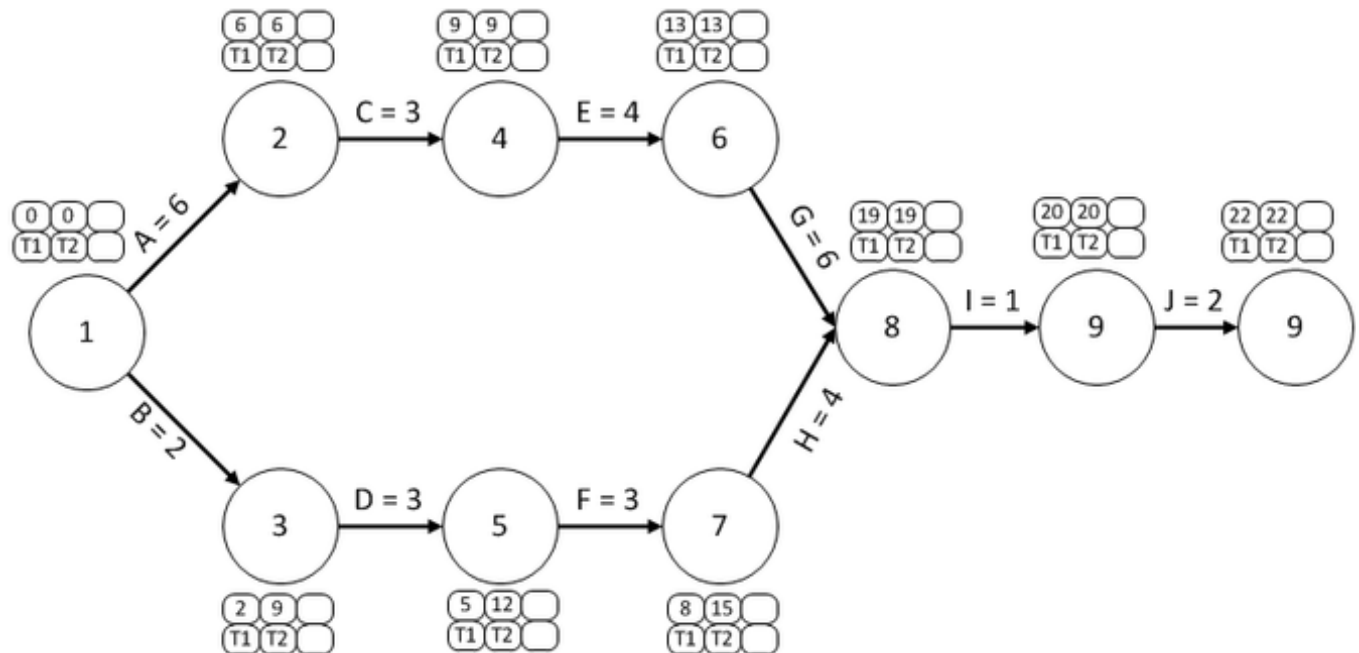 6 6
T1 T2
9 9
T1 T2
13 13
T1 T2
C = 3
E = 4
2
4
6
0 0
T1 T2
A = 6
G = 6
19 19
T1 T2
20 20
T1 T2
22 22
T1 T2
1
8
I = 1
9
J = 2
9
B = 2
H = 4
D = 3
F = 3
3
5
7
2 9
T1 T2
5 12
T1 T2
8 15
T1 T2